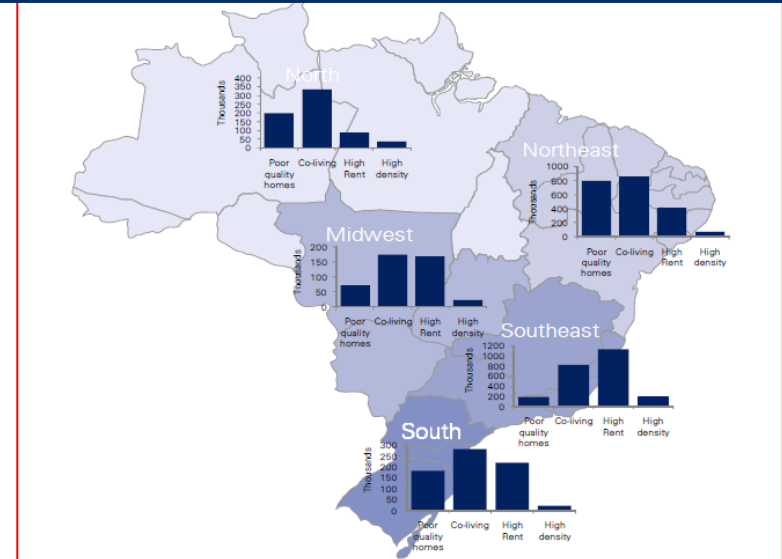 North
Thousands
400
350
300
250
200
150
100
50
0
Poor quality homes
Co-living
High Rent
High density
Northeast
Thousands
1000
800
600
400
200
0
Poor quality homes
Co-living
High Rent
High density
Midwest
Thousands
200
150
100
50
0
Poor quality homes
Co-living
High Rent
High density
Southeast
Thousands
1200
1000
800
600
400
200
0
Poor quality homes
Co-living
High Rent
High density
South
Thousands
300
250
200
150
100
50
0
Poor quality homes
Co-living
High Rent
High density